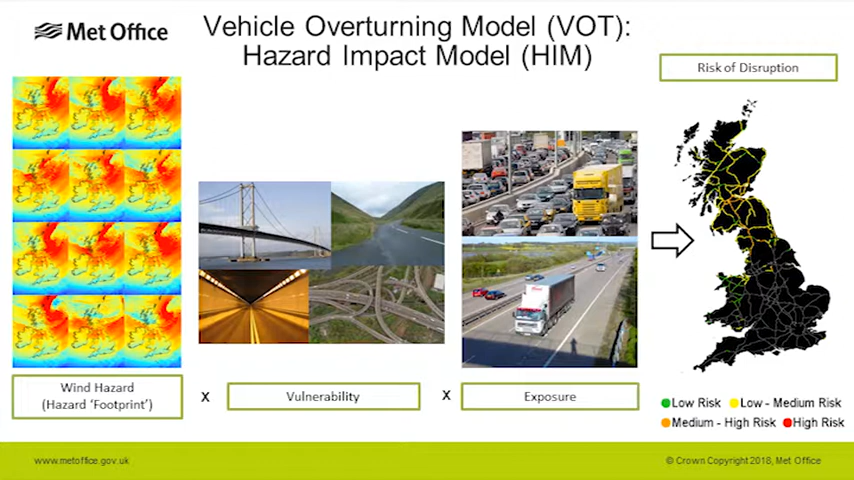 Met Office
Vehicle Overturning Model (VOT):
Hazard Impact Model (HIM)
Risk of Disruption
Wind Hazard
(Hazard 'Footprint')
x
Vulnerability
x
Exposure
Low Risk
Low - Medium Risk
Medium - High Risk
High Risk
www.metoffice.gov.uk
© Crown Copyright 2018, Met Office